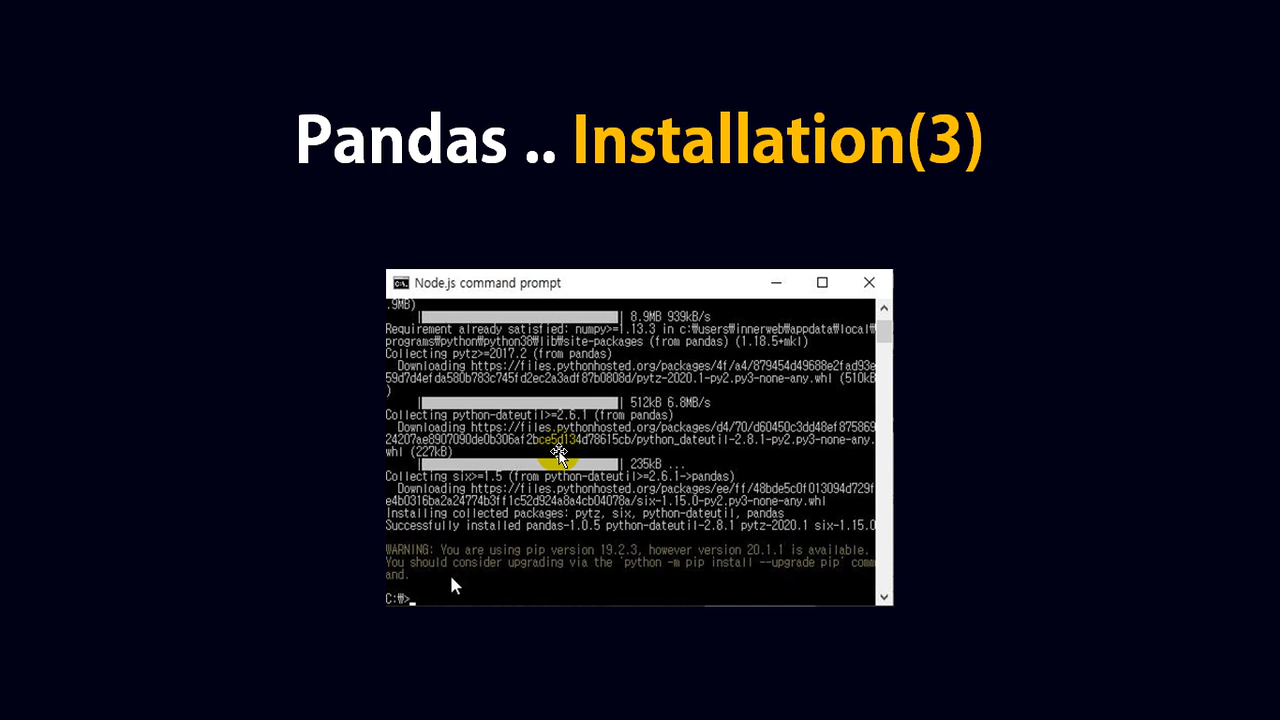 Pandas .. Installation(3)
Node.js command prompt
.9MB)
| | 8.9MB 939kB/s
Requirement already satisfied: numpy>=1.13.3 in c:₩users₩innerweb₩appdata₩local₩
programs₩python₩python38₩lib₩site-packages (from pandas) (1.18.5+mkl)
Collecting pytz>=2017.2 (from pandas)
Downloading https://files.pythonhosted.org/packages/4f/a4/879454d49688e2fad93e
59d7d4efda580b783c745fd2ec2a3adf87b0808d/pytz-2020.1-py2.py3-none-any.whl (510kB
)
| | 512kB 6.8MB/s
Collecting python-dateutil>=2.6.1 (from pandas)
Downloading https://files.pythonhosted.org/packages/d4/70/d60450c3dd48ef875869
24207ae8907090de0b306af2bce5d134d78615cb/python_dateutil-2.8.1-py2.py3-none-any.
whl (227kB)
| | 235kB ...
Collecting six>=1.5 (from python-dateutil>=2.6.1->pandas)
Downloading https://files.pythonhosted.org/packages/ee/ff/48bde5c0f013094d729f
e4b0316ba2a24774b3ff1c52d924a8a4cb04078a/six-1.15.0-py2.py3-none-any.whl
Installing collected packages: pytz, six, python-dateutil, pandas
Successfully installed pandas-1.0.5 python-dateutil-2.8.1 pytz-2020.1 six-1.15.0
WARNING: You are using pip version 19.2.3, however version 20.1.1 is available.
You should consider upgrading via the 'python -m pip install --upgrade pip' comm
and.
C:₩>